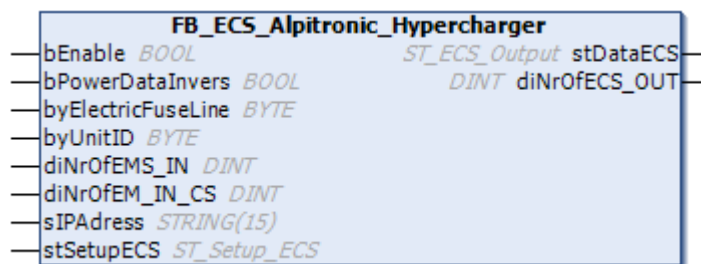 FB_ECS_Alpitronic_Hypercharger
bEnable BOOL ST_ECS_Output stDataECS
bPowerDataInvers BOOL DINT diNrOfECS_OUT
byElectricFuseLine BYTE
byUnitID BYTE
diNrOfEMS_IN DINT
diNrOfEM_IN_CS DINT
sIPAdress STRING(15)
stSetupECS ST_Setup_ECS